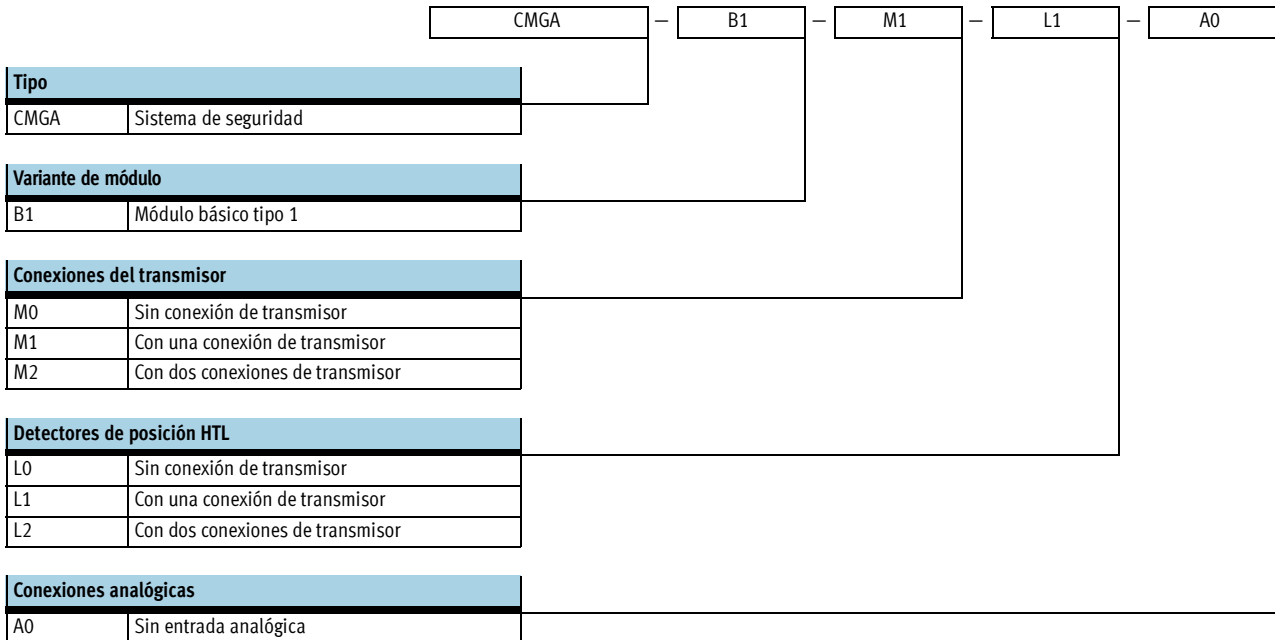 CMGA – B1 – M1 – L1 – A0
Tipo
CMGA Sistema de seguridad
Variante de módulo
B1 Módulo básico tipo 1
Conexiones del transmisor
M0 Sin conexión de transmisor
M1 Con una conexión de transmisor
M2 Con dos conexiones de transmisor
Detectores de posición HTL
L0 Sin conexión de transmisor
L1 Con una conexión de transmisor
L2 Con dos conexiones de transmisor
Conexiones analógicas
A0 Sin entrada analógica